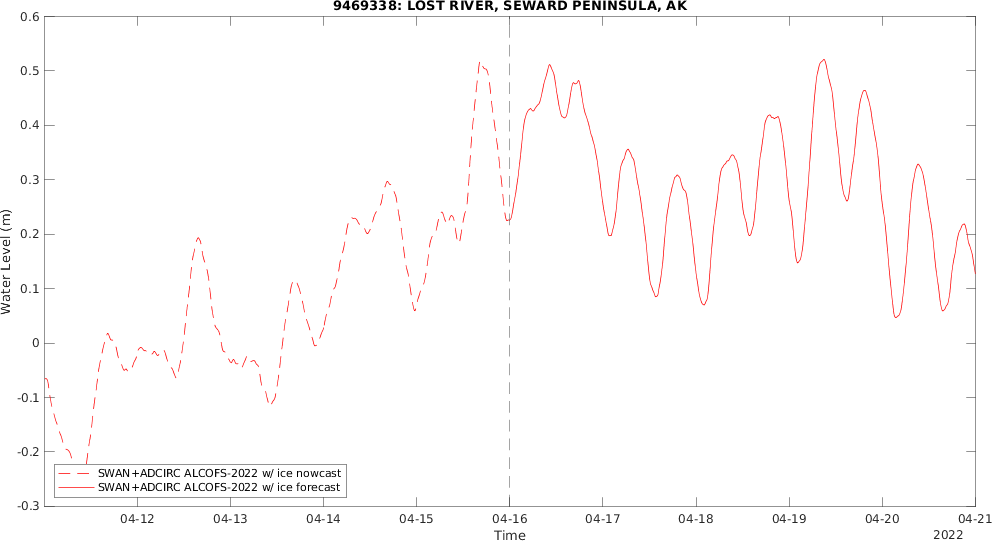 9469338: LOST RIVER, SEWARD PENINSULA, AK
0.6
0.5
0.4
0.3
0.2
0.1
0
-0.1
-0.2
-0.3
Water Level (m)
SWAN+ADCIRC ALCOFS-2022 w/ ice nowcast
SWAN+ADCIRC ALCOFS-2022 w/ ice forecast
04-12 04-13 04-14 04-15 04-16 04-17 04-18 04-19 04-20 04-21
Time
2022